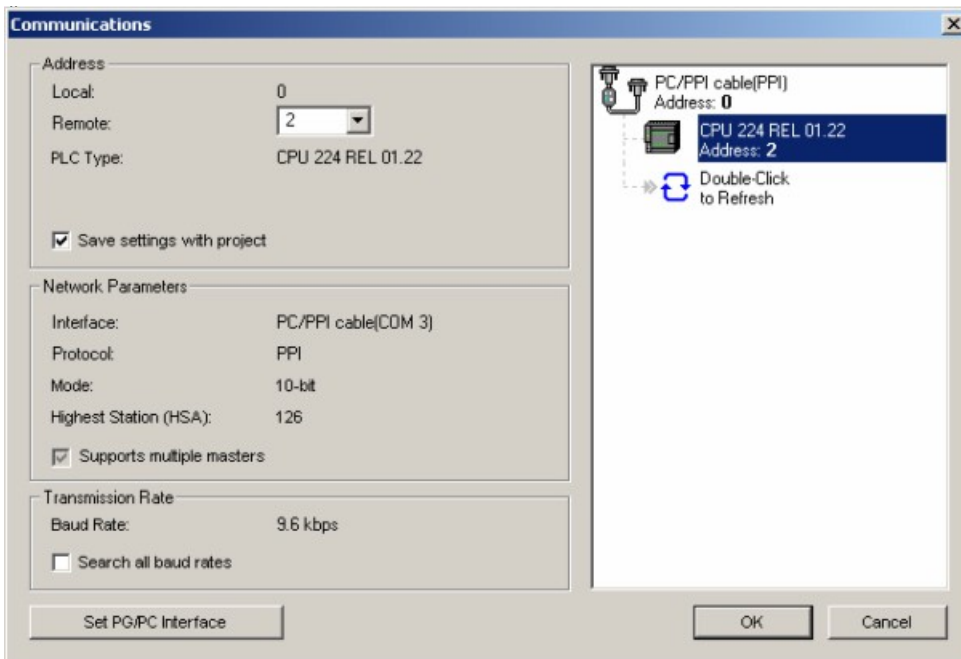 Communications
Address
Local: 0
Remote: 2
PLC Type: CPU 224 REL 01.22
Save settings with project
Network Parameters
Interface: PC/PPI cable(COM 3)
Protocol: PPI
Mode: 10-bit
Highest Station (HSA): 126
Supports multiple masters
Transmission Rate
Baud Rate: 9.6 kbps
Search all baud rates
Set PG/PC Interface
PC/PPI cable(PPI)
Address: 0
CPU 224 REL 01.22
Address: 2
Double-Click
to Refresh
OK
Cancel